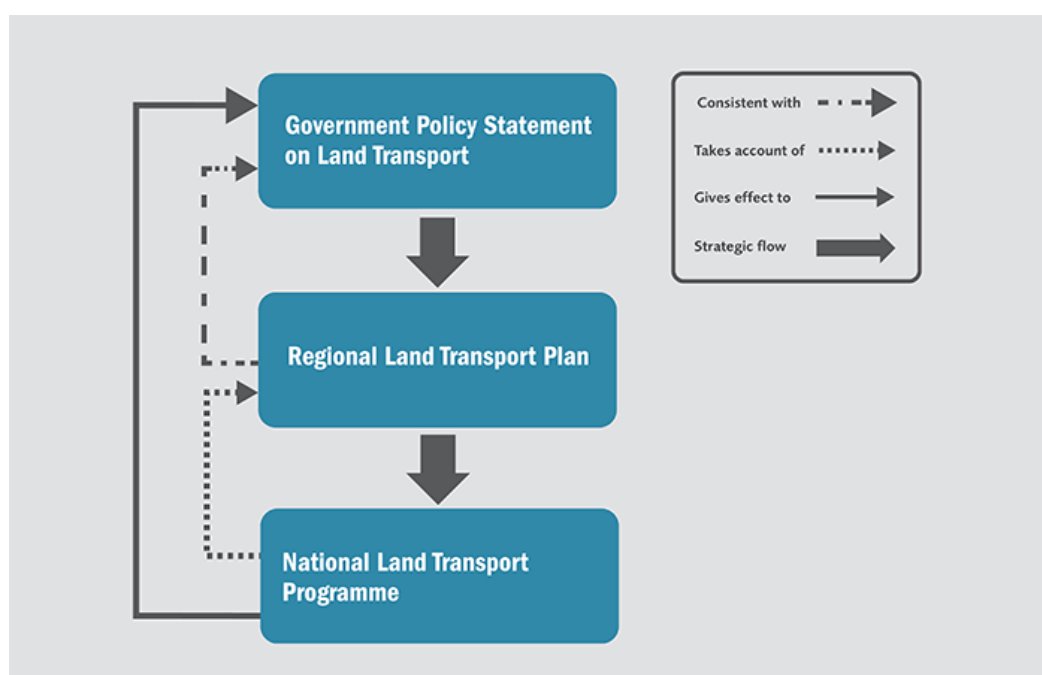 Government Policy Statement
on Land Transport
Consistent with
Takes account of
Gives effect to
Strategic flow
Regional Land Transport Plan
National Land Transport
Programme